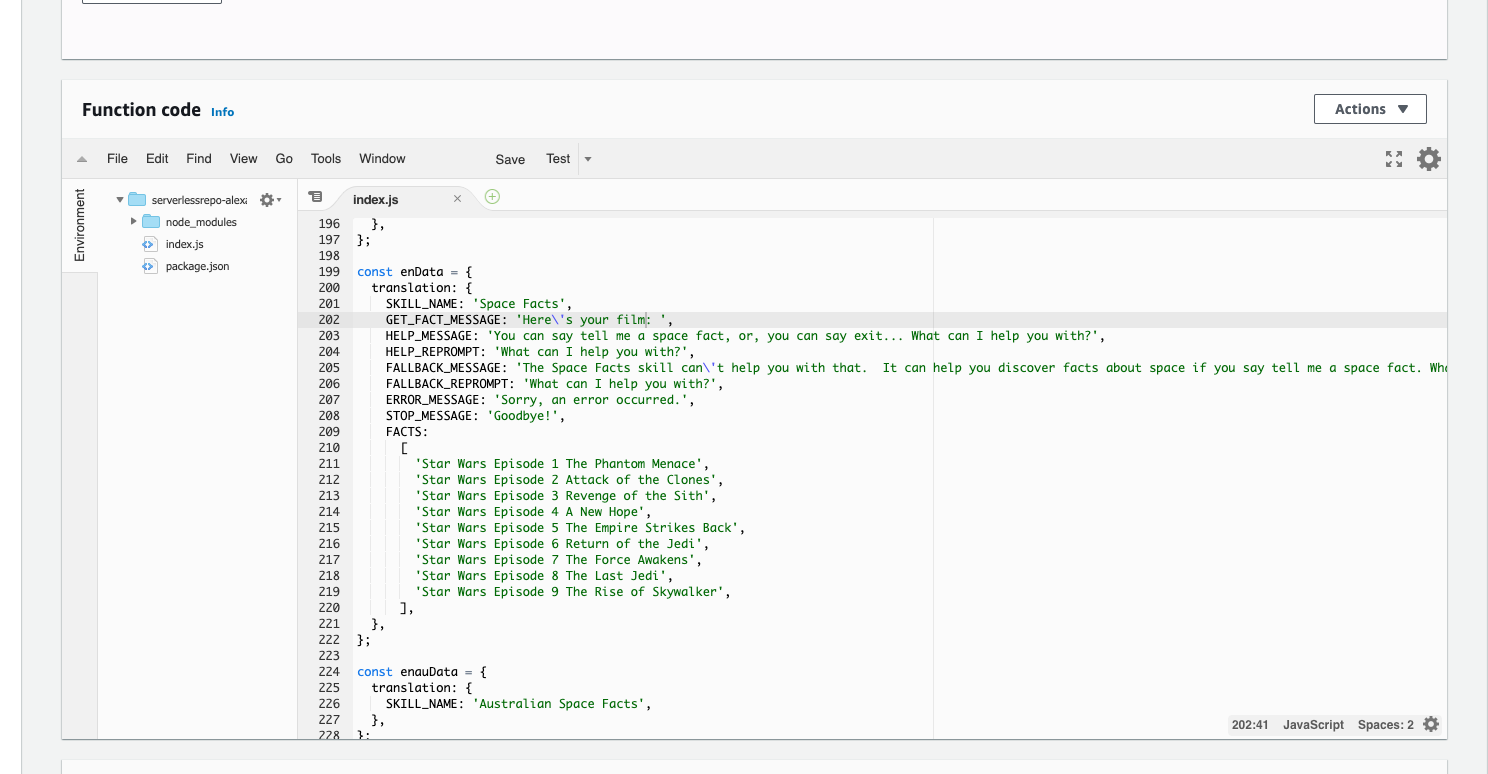 Function code Info
Actions
File Edit Find View Go Tools Window Save Test
Environment
serverlessrepo-alexa
node_modules
index.js
package.json
index.js
196 },
197 };
198
199 const enData = {
200 translation: {
201 SKILL_NAME: 'Space Facts',
202 GET_FACT_MESSAGE: 'Here\'s your film: ',
203 HELP_MESSAGE: 'You can say tell me a space fact, or, you can say exit... What can I help you with?',
204 HELP_REPROMPT: 'What can I help you with?',
205 FALLBACK_MESSAGE: 'The Space Facts skill can\'t help you with that.  It can help you discover facts about space if you say tell me a space fact. Wha
206 FALLBACK_REPROMPT: 'What can I help you with?',
207 ERROR_MESSAGE: 'Sorry, an error occurred.',
208 STOP_MESSAGE: 'Goodbye!',
209 FACTS:
210 [
211 'Star Wars Episode 1 The Phantom Menace',
212 'Star Wars Episode 2 Attack of the Clones',
213 'Star Wars Episode 3 Revenge of the Sith',
214 'Star Wars Episode 4 A New Hope',
215 'Star Wars Episode 5 The Empire Strikes Back',
216 'Star Wars Episode 6 Return of the Jedi',
217 'Star Wars Episode 7 The Force Awakens',
218 'Star Wars Episode 8 The Last Jedi',
219 'Star Wars Episode 9 The Rise of Skywalker',
220 ],
221 },
222 };
223
224 const enauData = {
225 translation: {
226 SKILL_NAME: 'Australian Space Facts',
227 },
228 };
202:41 JavaScript Spaces: 2